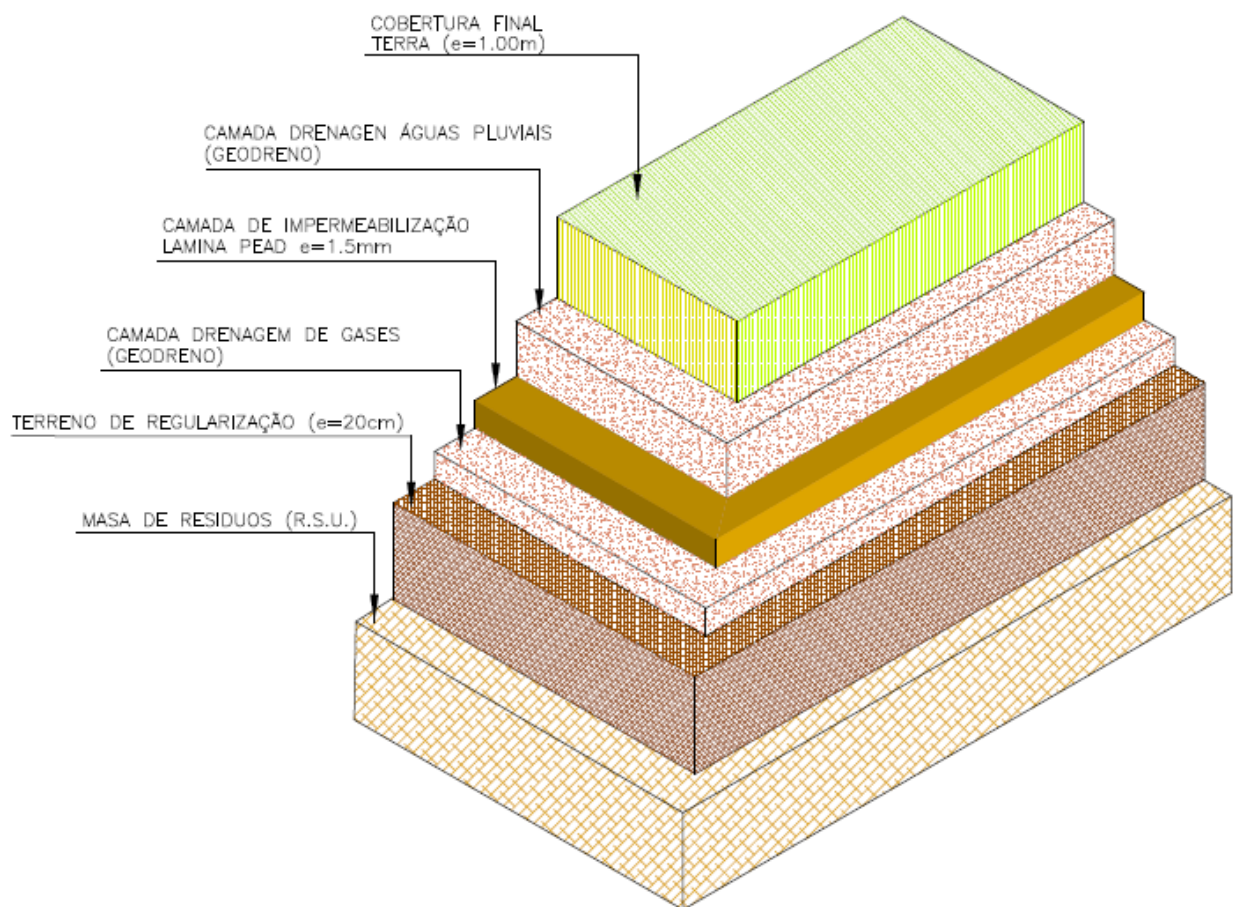 COBERTURA FINAL
TERRA (e=1.00m)
CAMADA DRENAGEN ÁGUAS PLUVIAIS
(GEODRENO)
CAMADA DE IMPERMEABILIZAÇÃO
LAMINA PEAD e=1.5mm
CAMADA DRENAGEM DE GASES
(GEODRENO)
TERRENO DE REGULARIZAÇÃO (e=20cm)
MASA DE RESIDUOS (R.S.U.)